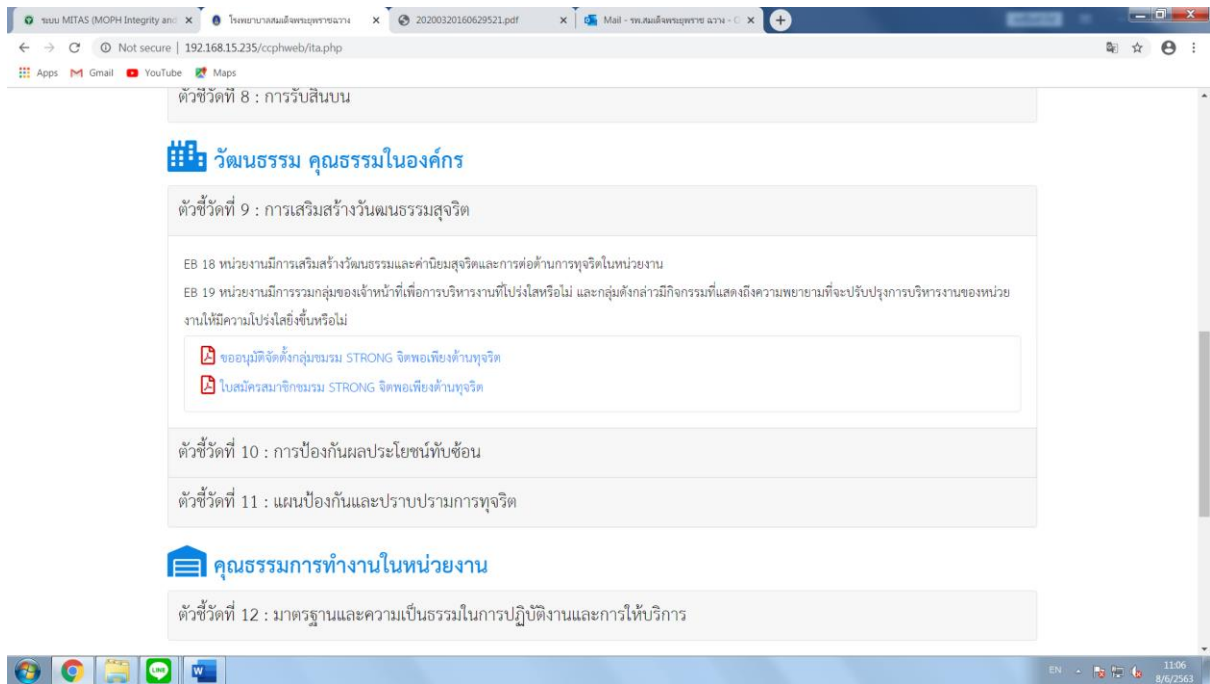 ระบบ MITAS (MOPH Integrity and
โรงพยาบาลสมเด็จพระยุพราชฉวาง
20200320160629521.pdf
Mail - รพ.สมเด็จพระยุพราช ฉวาง - O
Not secure | 192.168.15.235/ccphweb/ita.php
Apps Gmail YouTube Maps
ตัวชี้วัดที่ 8 : การรับสินบน
วัฒนธรรม คุณธรรมในองค์กร
ตัวชี้วัดที่ 9 : การเสริมสร้างวันฒนธรรมสุจริต
EB 18 หน่วยงานมีการเสริมสร้างวัฒนธรรมและค่านิยมสุจริตและการต่อต้านการทุจริตในหน่วยงาน
EB 19 หน่วยงานมีการรวมกลุ่มของเจ้าหน้าที่เพื่อการบริหารงานที่โปร่งใสหรือไม่ และกลุ่มดังกล่าวมีกิจกรรมที่แสดงถึงความพยายามที่จะปรับปรุงการบริหารงานของหน่วย
งานให้มีความโปร่งใสยิ่งขึ้นหรือไม่
ขออนุมัติจัดตั้งกลุ่มชมรม STRONG จิตพอเพียงต้านทุจริต
ใบสมัครสมาชิกชมรม STRONG จิตพอเพียงต้านทุจริต
ตัวชี้วัดที่ 10 : การป้องกันผลประโยชน์ทับซ้อน
ตัวชี้วัดที่ 11 : แผนป้องกันและปราบปรามการทุจริต
คุณธรรมการทำงานในหน่วยงาน
ตัวชี้วัดที่ 12 : มาตรฐานและความเป็นธรรมในการปฏิบัติงานและการให้บริการ
EN
11:06
8/6/2563